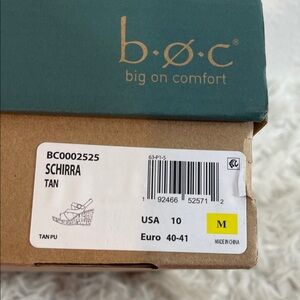 b·ø·c®
big on comfort
BC0002525
SCHIRRA
TAN
63-P1-5
1 92466 52571 2
USA 10
Euro 40-41
M
TAN PU
MADE IN CHINA